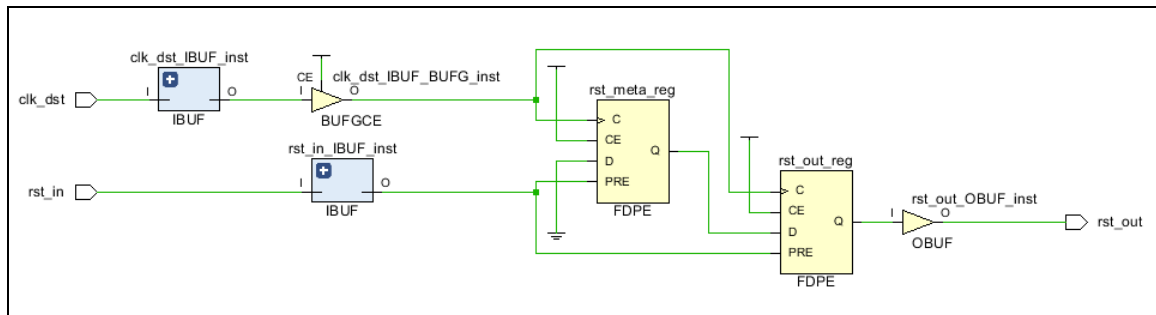 clk_dst_IBUF_inst
clk_dst
I
O
IBUF
CE
clk_dst_IBUF_BUFG_inst
I
O
BUFGCE
rst_in_IBUF_inst
rst_in
I
O
IBUF
rst_meta_reg
C
CE
D
PRE
Q
FDPE
rst_out_reg
C
CE
D
PRE
Q
FDPE
rst_out_OBUF_inst
I
O
OBUF
rst_out